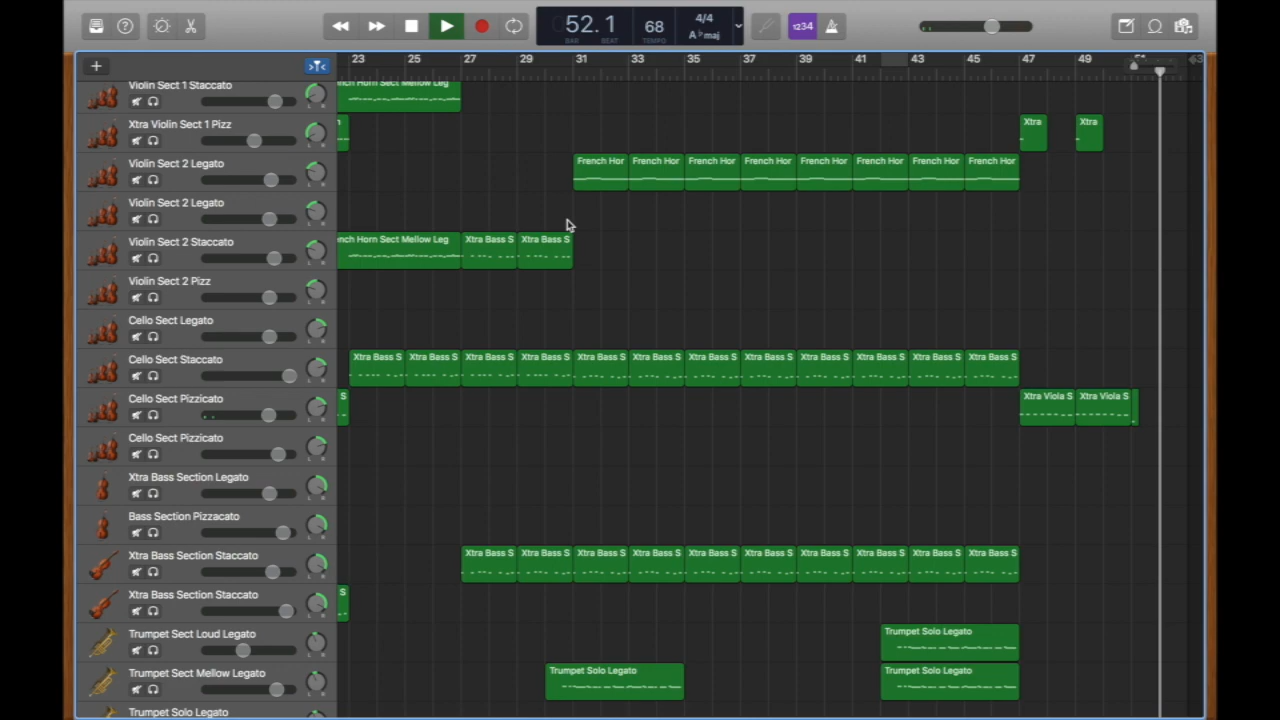 52.1
BAR BEAT
68
TEMPO
4/4
A♭maj
1234
23 25 27 29 31 33 35 37 39 41 43 45 47 49
Violin Sect 1 Staccato
nch Horn Sect Mellow Leg
Xtra Violin Sect 1 Pizz
Xtra Xtra
Violin Sect 2 Legato
French Hor French Hor French Hor French Hor French Hor French Hor French Hor French Hor
Violin Sect 2 Legato
Violin Sect 2 Staccato
nch Horn Sect Mellow Leg Xtra Bass S Xtra Bass S
Violin Sect 2 Pizz
Cello Sect Legato
Cello Sect Staccato
Xtra Bass S Xtra Bass S Xtra Bass S Xtra Bass S Xtra Bass S Xtra Bass S Xtra Bass S Xtra Bass S Xtra Bass S Xtra Bass S Xtra Bass S Xtra Bass S
Cello Sect Pizzicato
S Xtra Viola S Xtra Viola S
Cello Sect Pizzicato
Xtra Bass Section Legato
Bass Section Pizzacato
Xtra Bass Section Staccato
Xtra Bass S Xtra Bass S Xtra Bass S Xtra Bass S Xtra Bass S Xtra Bass S Xtra Bass S Xtra Bass S Xtra Bass S Xtra Bass S
Xtra Bass Section Staccato
S
Trumpet Sect Loud Legato
Trumpet Solo Legato
Trumpet Sect Mellow Legato
Trumpet Solo Legato Trumpet Solo Legato
Trumpet Solo Legato